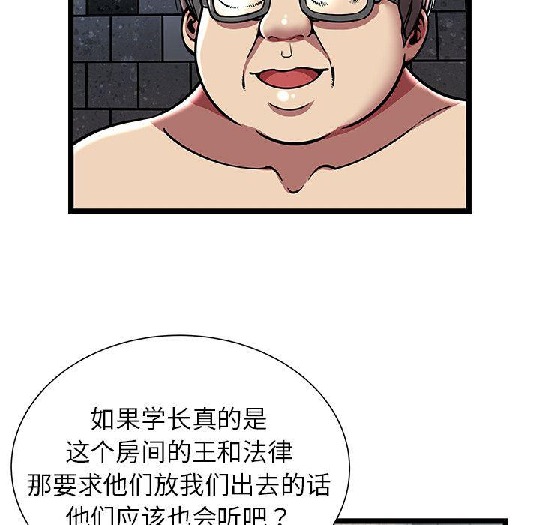 如果学长真的是
这个房间的王和法律
那要求他们放我们出去的话
他们应该也会听吧？